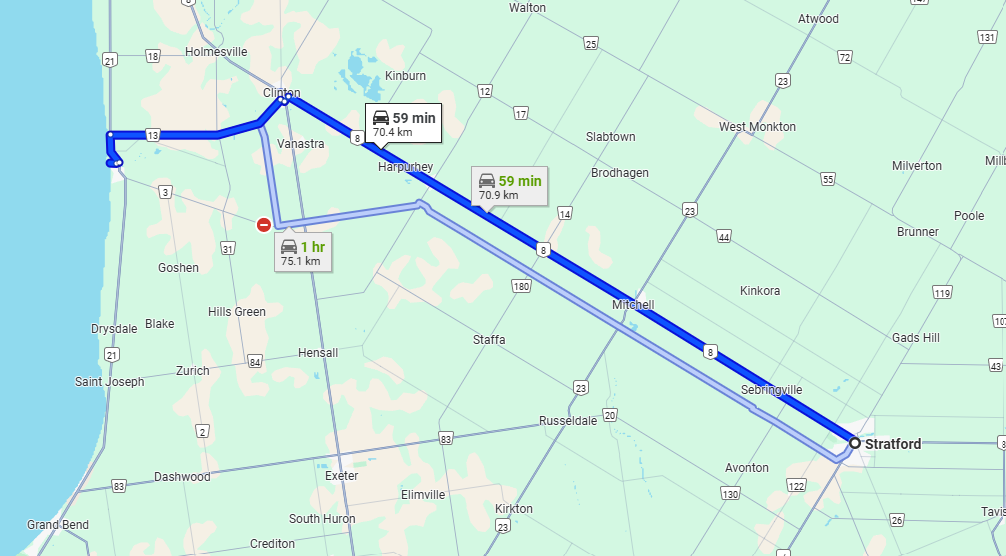 Walton
Atwood
147
8
131
Holmesville
25
21
18
72
23
Kinburn
Clinton
12
59 min
70.4 km
17
West Monkton
13
8
Slabtown
Vanastra
Harpurhey
59 min
70.9 km
Brodhagen
Milverton
55
3
Poole
23
14
Brunner
44
31
8
1 hr
75.1 km
Goshen
180
Kinkora
119
Mitchell
Hills Green
Blake
Drysdale
Staffa
Gads Hill
21
Hensall
8
84
43
Zurich
Saint Joseph
23
Sebringville
20
Russeldale
2
83
Stratford
Avonton
Dashwood
Exeter
83
122
130
Elimville
Kirkton
South Huron
26
Grand Bend
23
Crediton